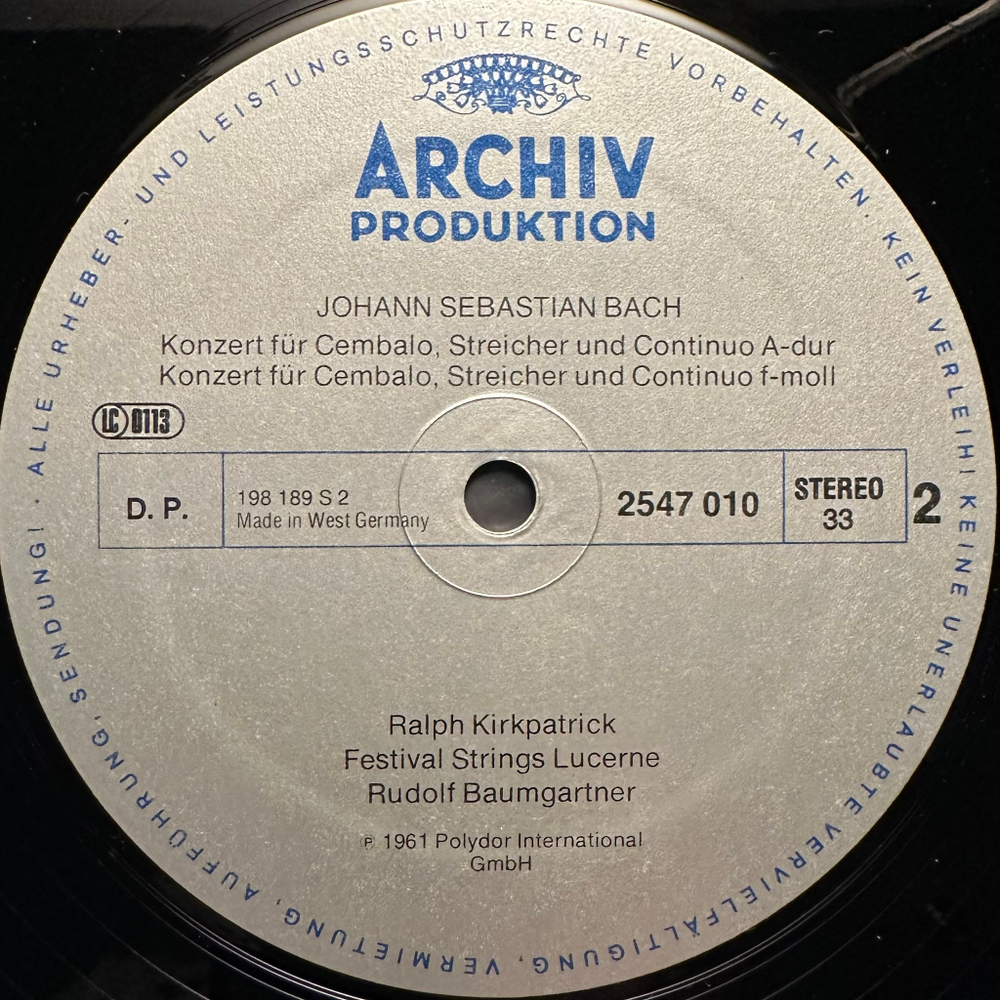 ALLE URHEBER- UND LEISTUNGSSCHUTZRECHTE VORBEHALTEN. KEIN VERLEIH! KEINE UNERLAUBTE VERVIELFÄLTIGUNG, VERMIETUNG, AUFFÜHRUNG, SENDUNG! ·
ARCHIV
PRODUKTION
JOHANN SEBASTIAN BACH
Konzert für Cembalo, Streicher und Continuo A-dur
Konzert für Cembalo, Streicher und Continuo f-moll
LC 0113
D. P.
198 189 S 2
Made in West Germany
2547 010
STEREO
33
2
Ralph Kirkpatrick
Festival Strings Lucerne
Rudolf Baumgartner
℗ 1961 Polydor International
GmbH